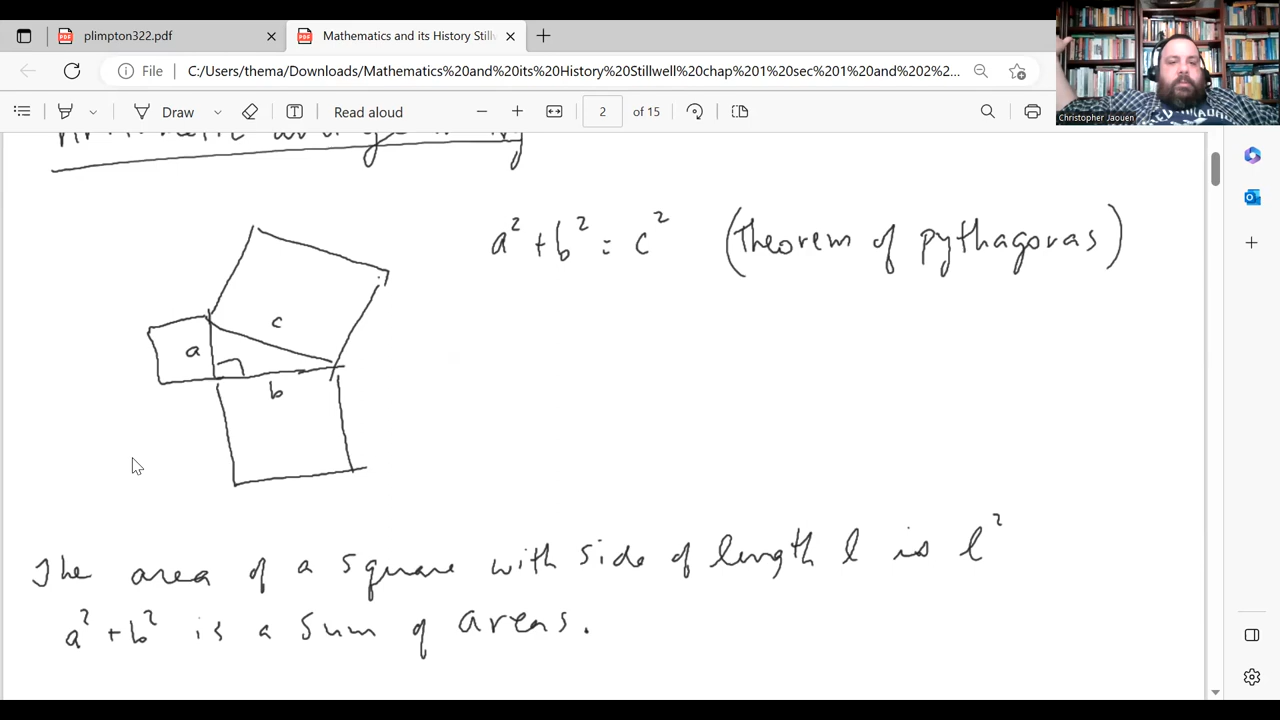 plimpton322.pdf
Mathematics and its History Still
File
C:/Users/thema/Downloads/Mathematics%20and%20its%20History%20Stillwell%20chap%201%20sec%201%20and%202%2...
Draw
Read aloud
2 of 15
Christopher Jaouen
a² + b² = c² (theorem of pythagoras)
c
a
b
The area of a square with side of length l is l²
a² + b² is a sum of areas.